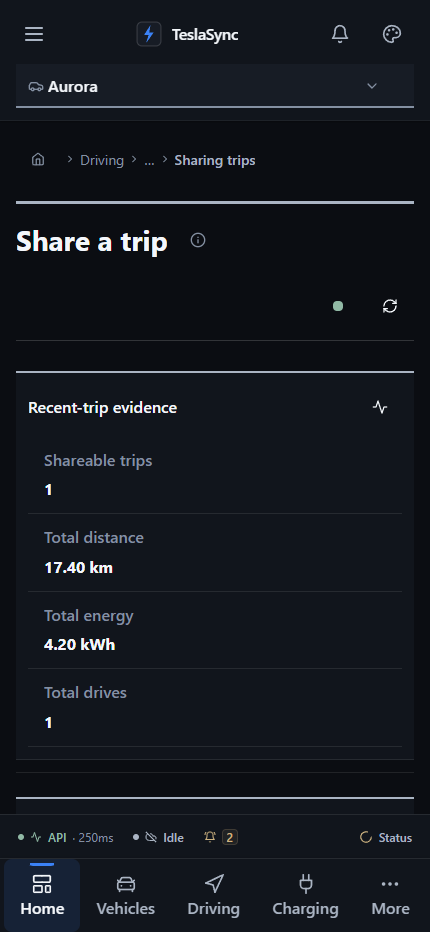 TeslaSync
Aurora
Driving ... Sharing trips
Share a trip
Recent-trip evidence
Shareable trips
1
Total distance
17.40 km
Total energy
4.20 kWh
Total drives
1
API · 250ms Idle 2 Status
Home Vehicles Driving Charging More